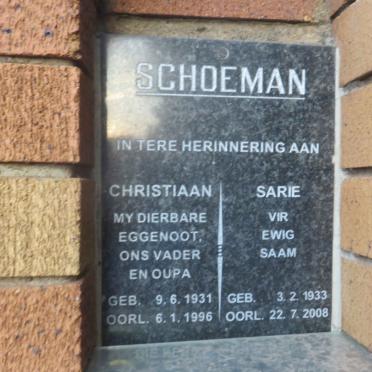 SCHOEMAN
IN TERE HERINNERING AAN
CHRISTIAAN
MY DIERBARE
EGGENOOT,
ONS VADER
EN OUPA
GEB. 9.6.1931
OORL. 6.1.1996
SARIE
VIR
EWIG
SAAM
GEB. 3.2.1933
OORL. 22.7.2008